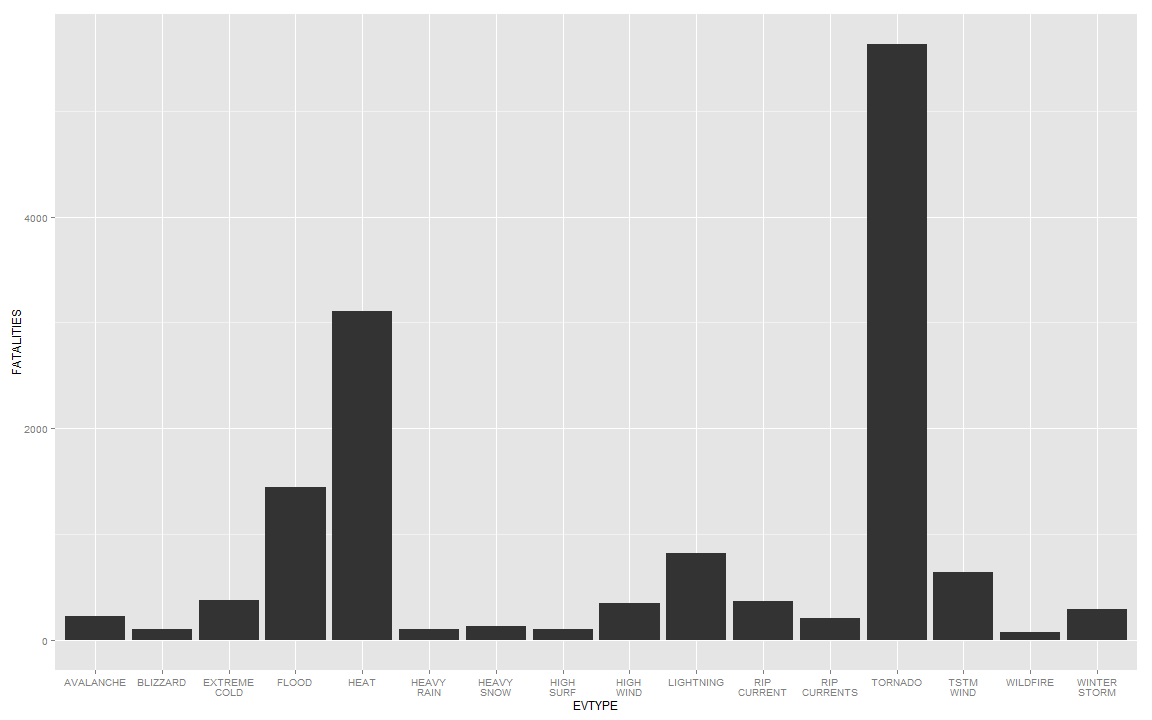 FATALITIES
4000
2000
0
AVALANCHE BLIZZARD EXTREME FLOOD HEAT HEAVY HEAVY HIGH HIGH LIGHTNING RIP RIP TORNADO TSTM WILDFIRE WINTER
COLD RAIN SNOW SURF WIND CURRENT CURRENTS WIND STORM
EVTYPE